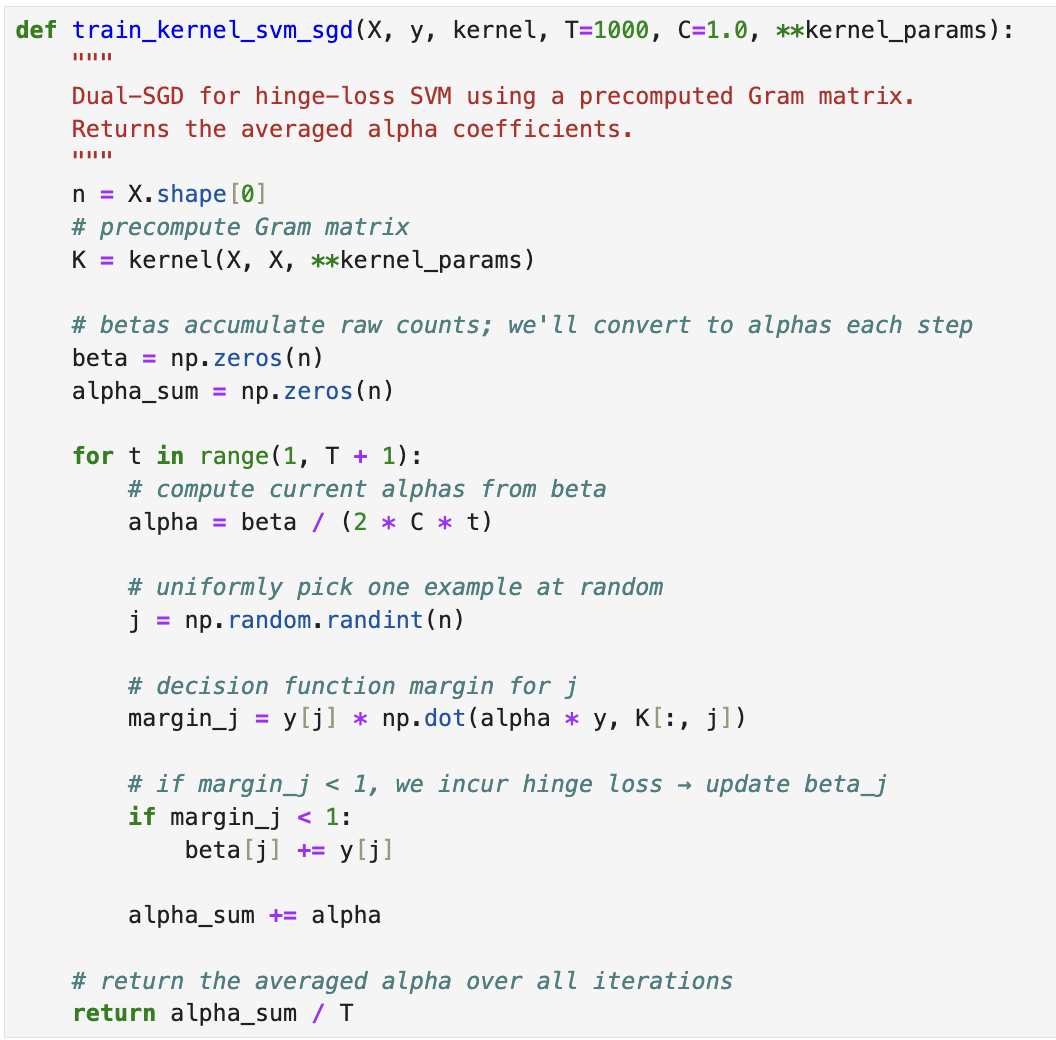 def train_kernel_svm_sgd(X, y, kernel, T=1000, C=1.0, **kernel_params):
    """
    Dual-SGD for hinge-loss SVM using a precomputed Gram matrix.
    Returns the averaged alpha coefficients.
    """
    n = X.shape[0]
    # precompute Gram matrix
    K = kernel(X, X, **kernel_params)

    # betas accumulate raw counts; we'll convert to alphas each step
    beta = np.zeros(n)
    alpha_sum = np.zeros(n)

    for t in range(1, T + 1):
        # compute current alphas from beta
        alpha = beta / (2 * C * t)

        # uniformly pick one example at random
        j = np.random.randint(n)

        # decision function margin for j
        margin_j = y[j] * np.dot(alpha * y, K[:, j])

        # if margin_j < 1, we incur hinge loss → update beta_j
        if margin_j < 1:
            beta[j] += y[j]

        alpha_sum += alpha

    # return the averaged alpha over all iterations
    return alpha_sum / T